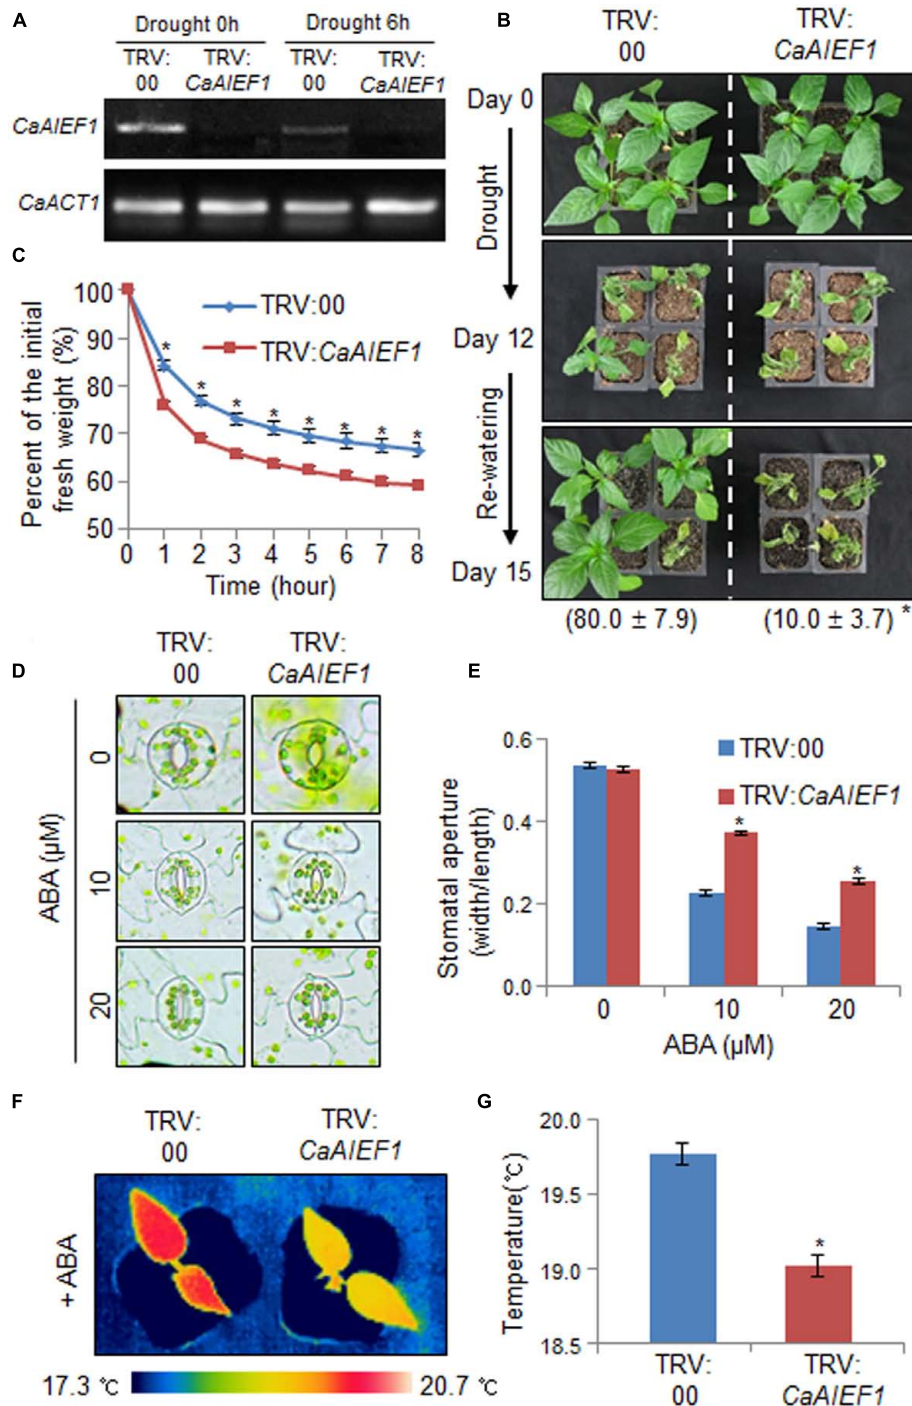 A
Drought 0h
Drought 6h
TRV:
00
TRV:
CaAIEF1
TRV:
00
TRV:
CaAIEF1
CaAIEF1
CaACT1
B
TRV:
00
TRV:
CaAIEF1
Day 0
Drought
Day 12
Re-watering
Day 15
(80.0 ± 7.9)
(10.0 ± 3.7) *
C
Percent of the initial
fresh weight (%)
100
90
80
70
60
50
TRV:00
TRV:CaAIEF1
* * * * * * * *
0 1 2 3 4 5 6 7 8
Time (hour)
D
TRV:
00
TRV:
CaAIEF1
ABA (µM)
0
10
20
E
Stomatal aperture
(width/length)
0.6
0.4
0.2
0.0
TRV:00
TRV:CaAIEF1
* *
0 10 20
ABA (µM)
F
TRV:
00
TRV:
CaAIEF1
+ ABA
17.3 ℃ 20.7 ℃
G
Temperature(℃)
20.0
19.5
19.0
18.5
*
TRV:
00
TRV:
CaAIEF1